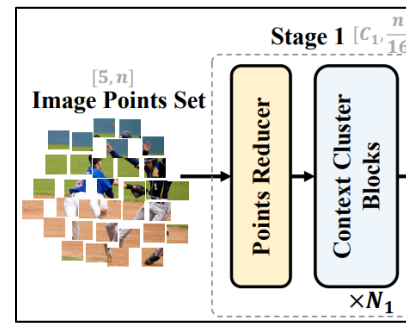 Stage 1 [C₁, n/16
[5, n]
Image Points Set
Points Reducer
Context Cluster
Blocks
×N₁